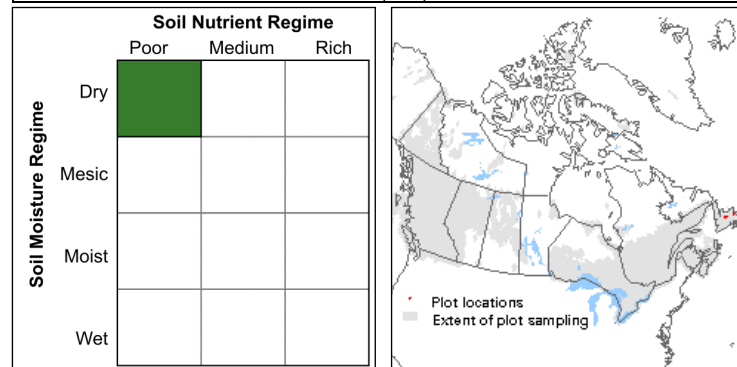 Soil Nutrient Regime
Poor Medium Rich
Soil Moisture Regime
Dry
Mesic
Moist
Wet
Plot locations
Extent of plot sampling